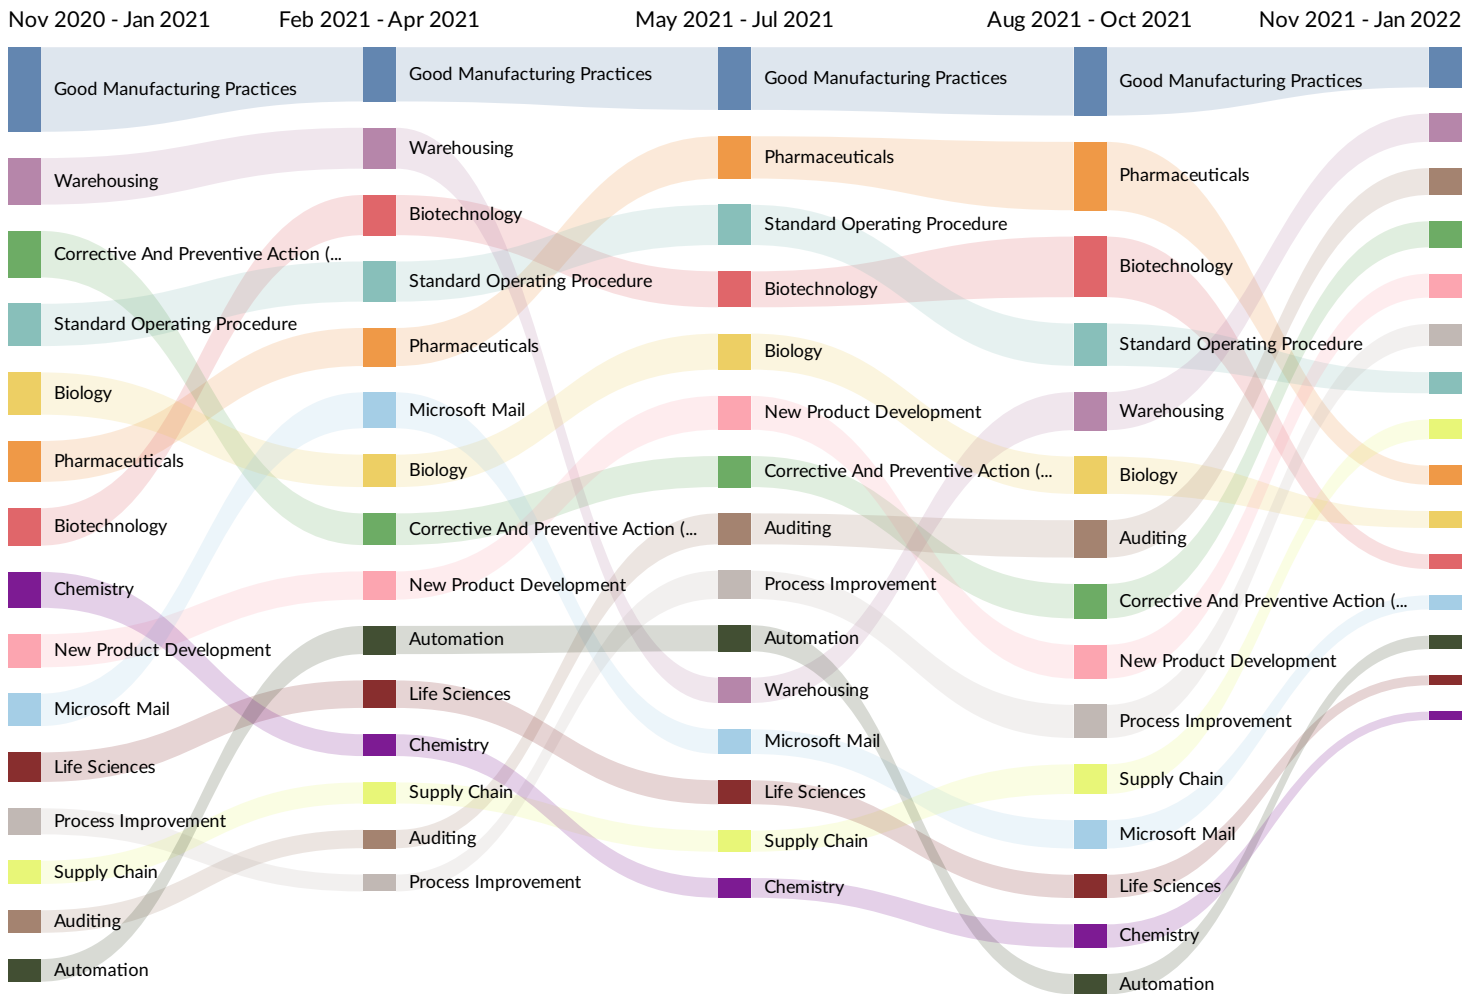 Nov 2020 - Jan 2021
Feb 2021 - Apr 2021
May 2021 - Jul 2021
Aug 2021 - Oct 2021
Nov 2021 - Jan 2022
Good Manufacturing Practices
Warehousing
Corrective And Preventive Action (...
Standard Operating Procedure
Biology
Pharmaceuticals
Biotechnology
Chemistry
New Product Development
Microsoft Mail
Life Sciences
Process Improvement
Supply Chain
Auditing
Automation
Good Manufacturing Practices
Warehousing
Biotechnology
Standard Operating Procedure
Pharmaceuticals
Microsoft Mail
Biology
Corrective And Preventive Action (...
New Product Development
Automation
Life Sciences
Chemistry
Supply Chain
Auditing
Process Improvement
Good Manufacturing Practices
Pharmaceuticals
Standard Operating Procedure
Biotechnology
Biology
New Product Development
Corrective And Preventive Action (...
Auditing
Process Improvement
Automation
Warehousing
Microsoft Mail
Life Sciences
Supply Chain
Chemistry
Good Manufacturing Practices
Pharmaceuticals
Biotechnology
Standard Operating Procedure
Warehousing
Biology
Auditing
Corrective And Preventive Action (...
New Product Development
Process Improvement
Supply Chain
Microsoft Mail
Life Sciences
Chemistry
Automation